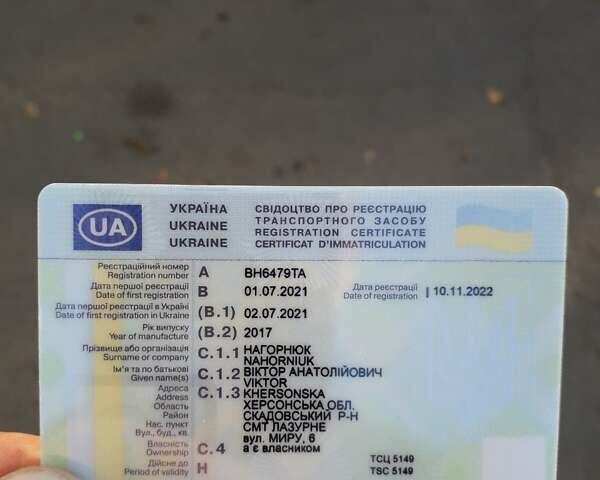 UA
УКРАЇНА
UKRAINE
UKRAINE
СВІДОЦТВО ПРО РЕЄСТРАЦІЮ
ТРАНСПОРТНОГО ЗАСОБУ
REGISTRATION CERTIFICATE
CERTIFICAT D'IMMATRICULATION
Реєстраційний номер
Registration number A BH6479TA
Дата першої реєстрації
Date of first registration B 01.07.2021
Дата реєстрації
Date of registration I 10.11.2022
Дата першої реєстрації в Україні
Date of first registration in Ukraine (B.1) 02.07.2021
Рік випуску
Year of manufacture (B.2) 2017
Прізвище або організація
Surname or company C.1.1 НАГОРНЮК
NAHORNIUK
Ім'я та по батькові
Given name(s) C.1.2 ВІКТОР АНАТОЛІЙОВИЧ
VIKTOR
Адреса
Address C.1.3 KHERSONSKA
Область ХЕРСОНСЬКА ОБЛ.
Район СКАДОВСЬКИЙ Р-Н
Нас. пункт СМТ ЛАЗУРНЕ
Вул., буд., кв. вул. МИРУ, 6
Власність
Ownership C.4 а є власником
Дійсне до
Period of validity H
ТСЦ 5149
TSC 5149